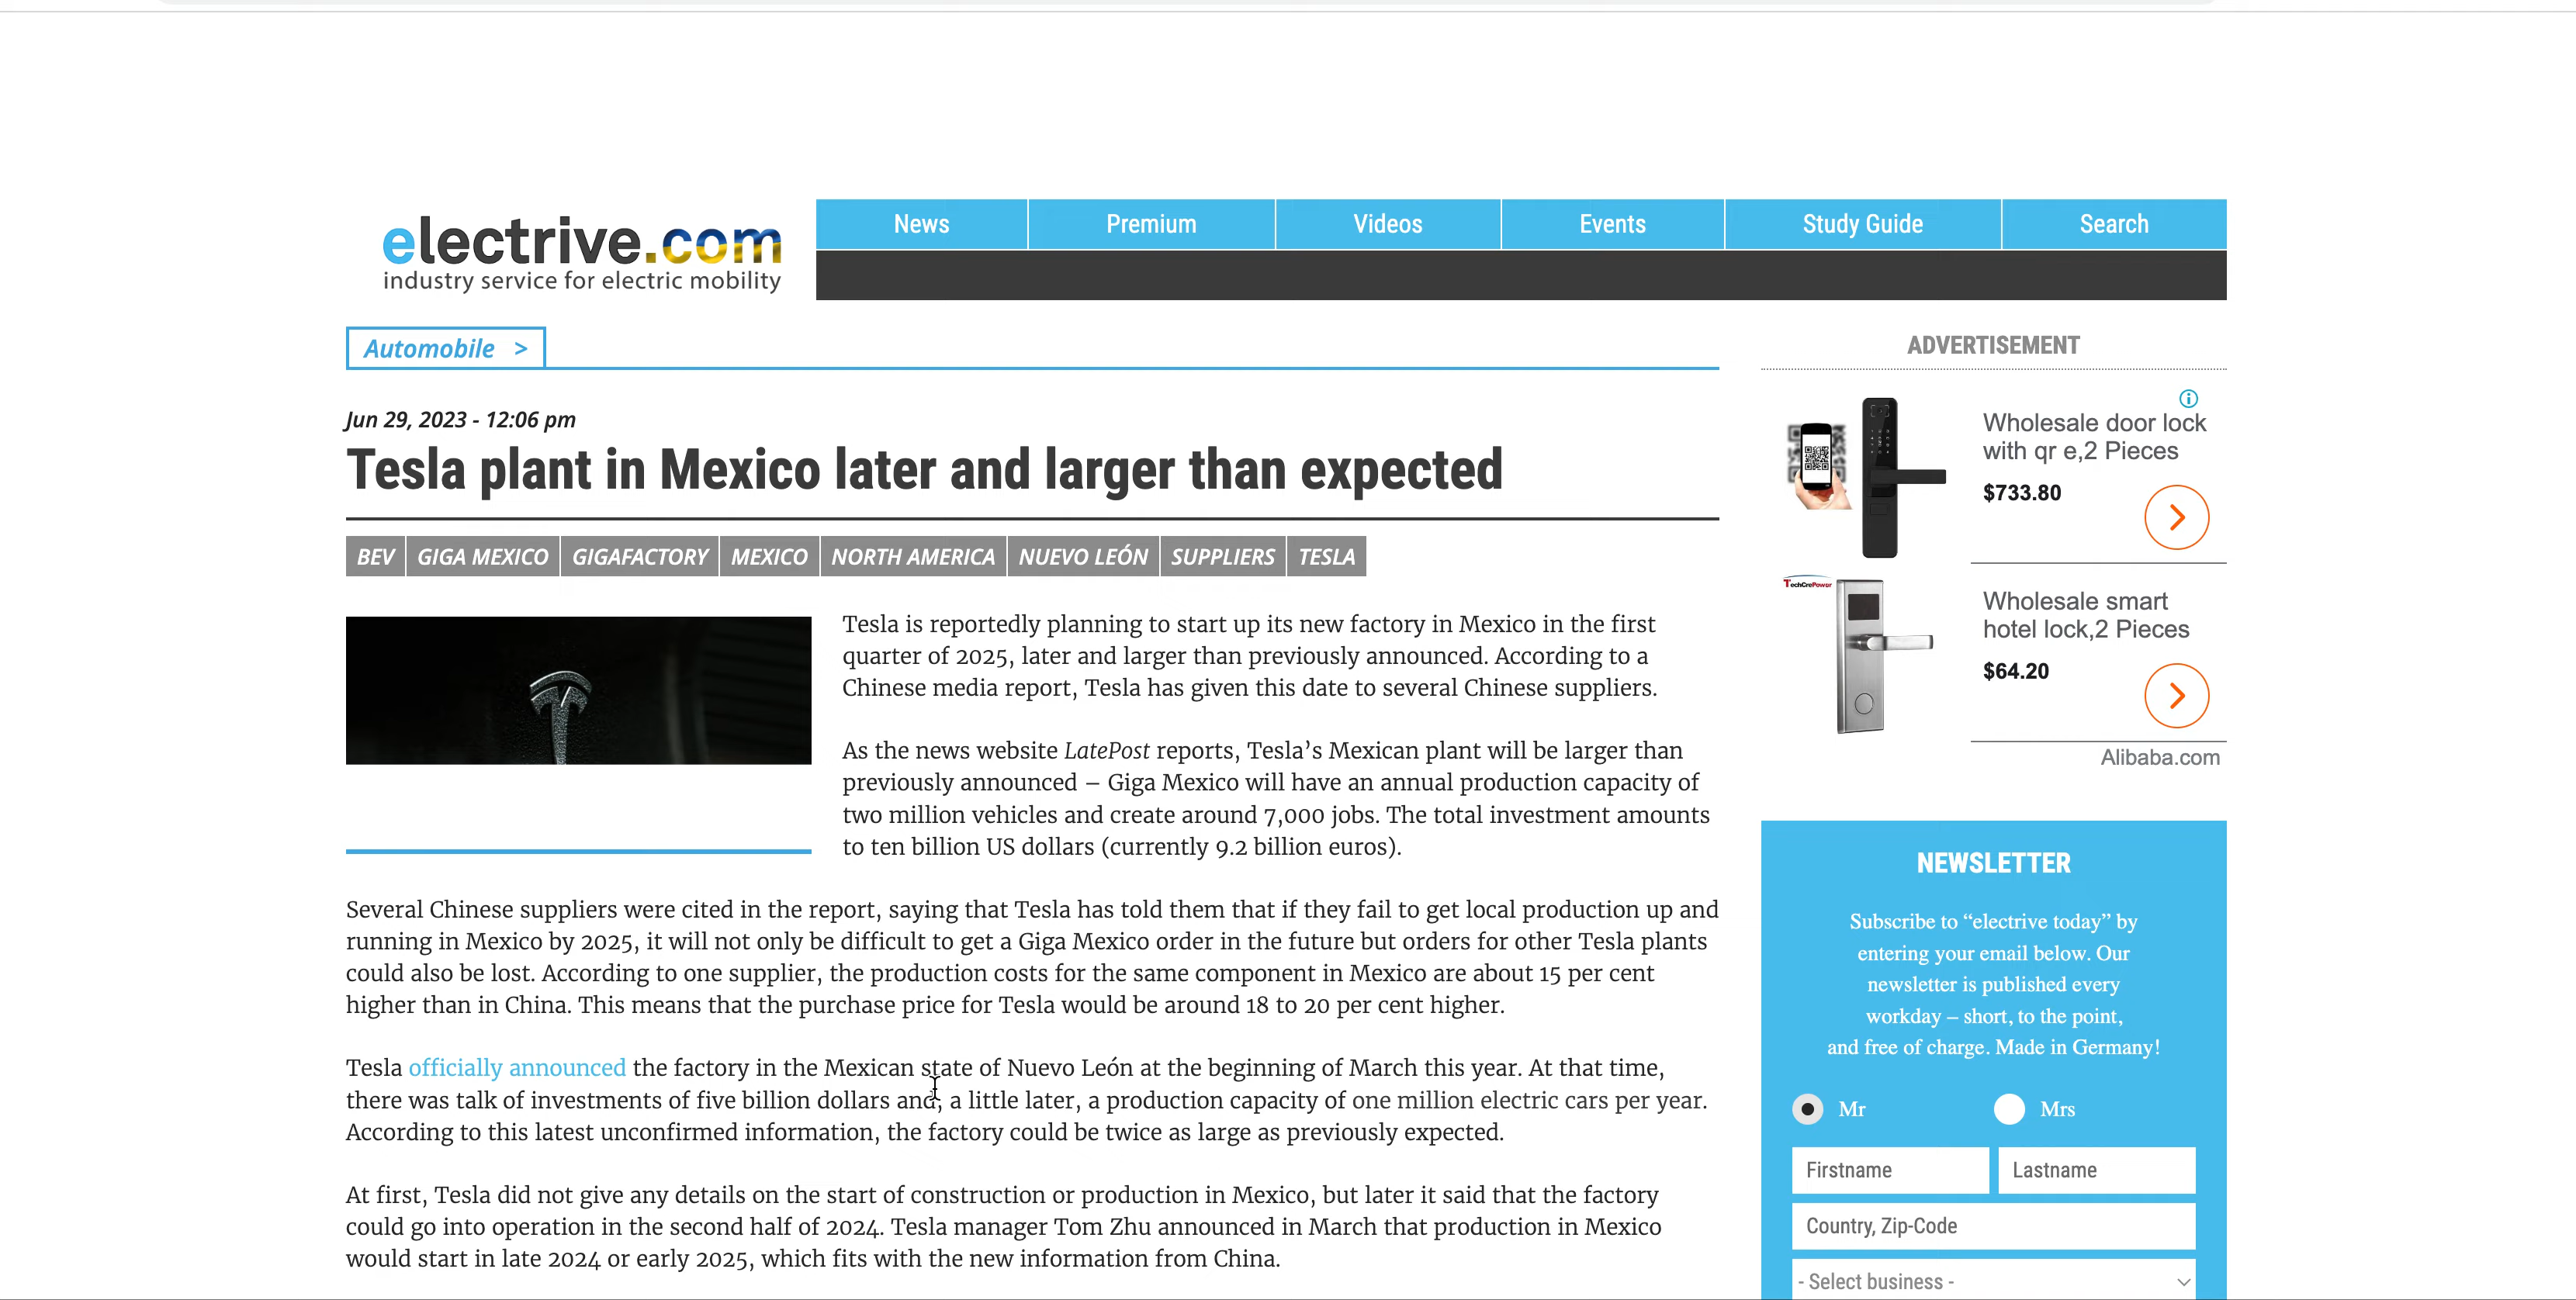 electrive.com
industry service for electric mobility
News
Premium
Videos
Events
Study Guide
Search
Automobile >
Jun 29, 2023 - 12:06 pm
Tesla plant in Mexico later and larger than expected
BEV
GIGA MEXICO
GIGAFACTORY
MEXICO
NORTH AMERICA
NUEVO LEÓN
SUPPLIERS
TESLA
Tesla is reportedly planning to start up its new factory in Mexico in the first
quarter of 2025, later and larger than previously announced. According to a
Chinese media report, Tesla has given this date to several Chinese suppliers.
As the news website LatePost reports, Tesla’s Mexican plant will be larger than
previously announced – Giga Mexico will have an annual production capacity of
two million vehicles and create around 7,000 jobs. The total investment amounts
to ten billion US dollars (currently 9.2 billion euros).
Several Chinese suppliers were cited in the report, saying that Tesla has told them that if they fail to get local production up and
running in Mexico by 2025, it will not only be difficult to get a Giga Mexico order in the future but orders for other Tesla plants
could also be lost. According to one supplier, the production costs for the same component in Mexico are about 15 per cent
higher than in China. This means that the purchase price for Tesla would be around 18 to 20 per cent higher.
Tesla officially announced the factory in the Mexican state of Nuevo León at the beginning of March this year. At that time,
there was talk of investments of five billion dollars and, a little later, a production capacity of one million electric cars per year.
According to this latest unconfirmed information, the factory could be twice as large as previously expected.
At first, Tesla did not give any details on the start of construction or production in Mexico, but later it said that the factory
could go into operation in the second half of 2024. Tesla manager Tom Zhu announced in March that production in Mexico
would start in late 2024 or early 2025, which fits with the new information from China.
ADVERTISEMENT
Wholesale door lock
with qr e,2 Pieces
$733.80
TechCrePower
Wholesale smart
hotel lock,2 Pieces
$64.20
Alibaba.com
NEWSLETTER
Subscribe to “electrive today” by
entering your email below. Our
newsletter is published every
workday – short, to the point,
and free of charge. Made in Germany!
Mr
Mrs
Firstname
Lastname
Country, Zip-Code
- Select business -